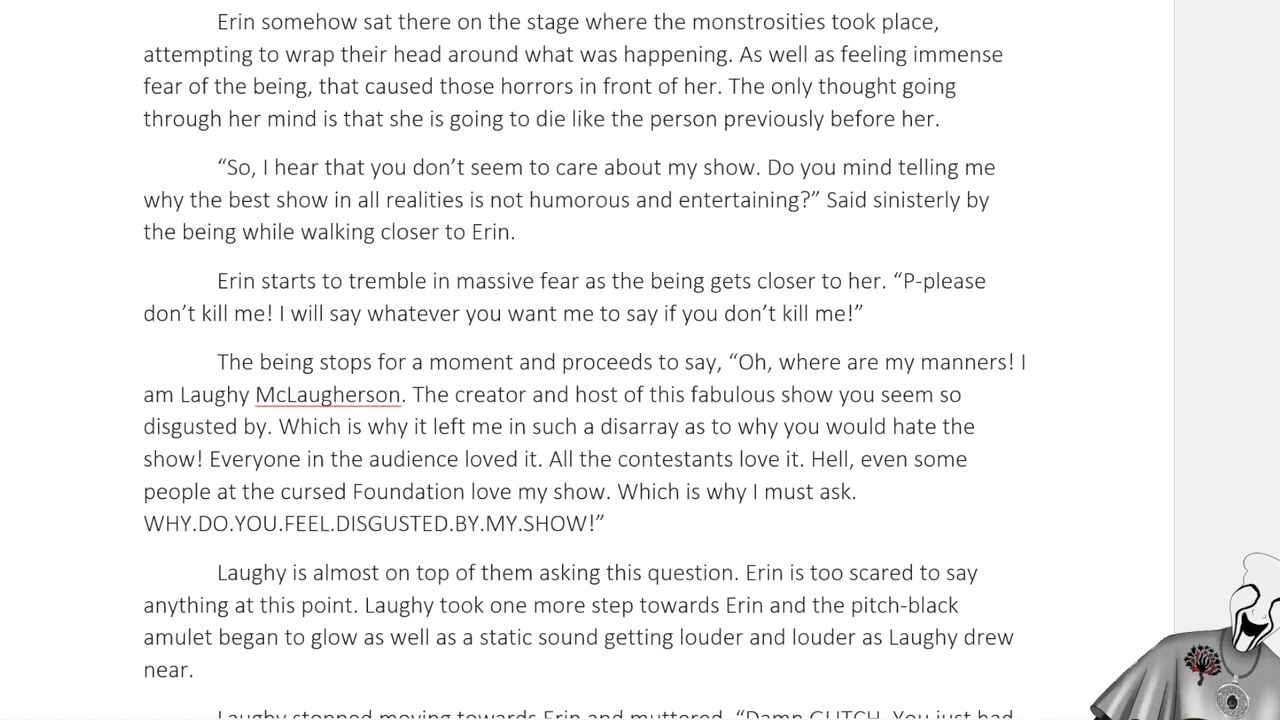 Erin somehow sat there on the stage where the monstrosities took place,
attempting to wrap their head around what was happening. As well as feeling immense
fear of the being, that caused those horrors in front of her. The only thought going
through her mind is that she is going to die like the person previously before her.
“So, I hear that you don’t seem to care about my show. Do you mind telling me
why the best show in all realities is not humorous and entertaining?” Said sinisterly by
the being while walking closer to Erin.
Erin starts to tremble in massive fear as the being gets closer to her. “P-please
don’t kill me! I will say whatever you want me to say if you don’t kill me!”
The being stops for a moment and proceeds to say, “Oh, where are my manners! I
am Laughy McLaugherson. The creator and host of this fabulous show you seem so
disgusted by. Which is why it left me in such a disarray as to why you would hate the
show! Everyone in the audience loved it. All the contestants love it. Hell, even some
people at the cursed Foundation love my show. Which is why I must ask.
WHY.DO.YOU.FEEL.DISGUSTED.BY.MY.SHOW!”
Laughy is almost on top of them asking this question. Erin is too scared to say
anything at this point. Laughy took one more step towards Erin and the pitch-black
amulet began to glow as well as a static sound getting louder and louder as Laughy drew
near.
Laughy stopped moving towards Erin and muttered, “Damn GLITCH. You just had